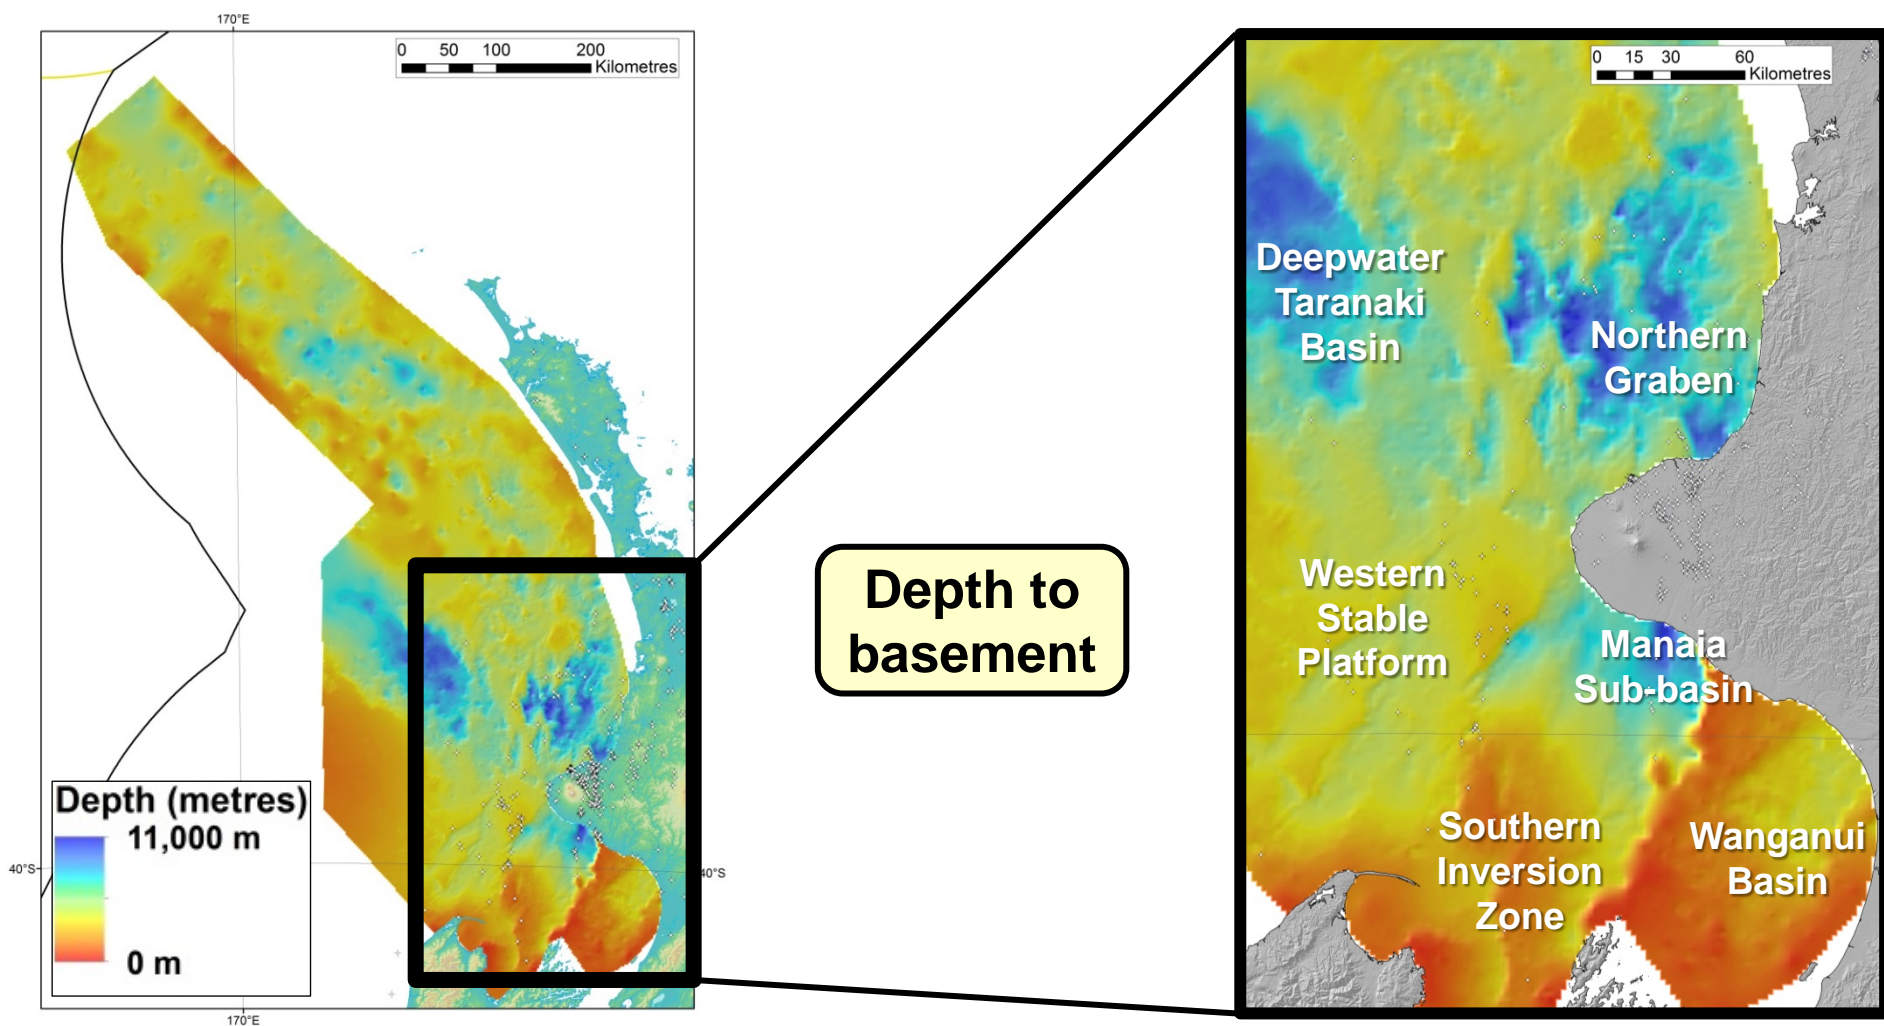 170°E
0 50 100 200
Kilometres
Depth (metres)
11,000 m
0 m
40°S
40°S
170°E
Depth to
basement
0 15 30 60
Kilometres
Deepwater
Taranaki
Basin
Northern
Graben
Western
Stable
Platform
Manaia
Sub-basin
Southern
Inversion
Zone
Wanganui
Basin